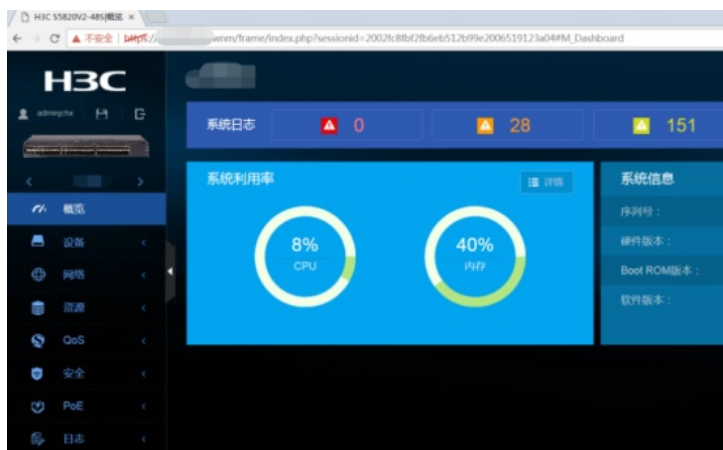 H3C S5820V2-48S|概览
不安全 | https://
wnm/frame/index.php?sessionid=2002fc8fbf2fb6eb512b99e2006519123a04#M_Dashboard
H3C
系统日志 0 28 151
系统利用率 详情
8%
CPU
40%
内存
系统信息
序列号：
硬件版本：
Boot ROM版本：
软件版本：
概览
设备
网络
资源
QoS
安全
PoE
日志